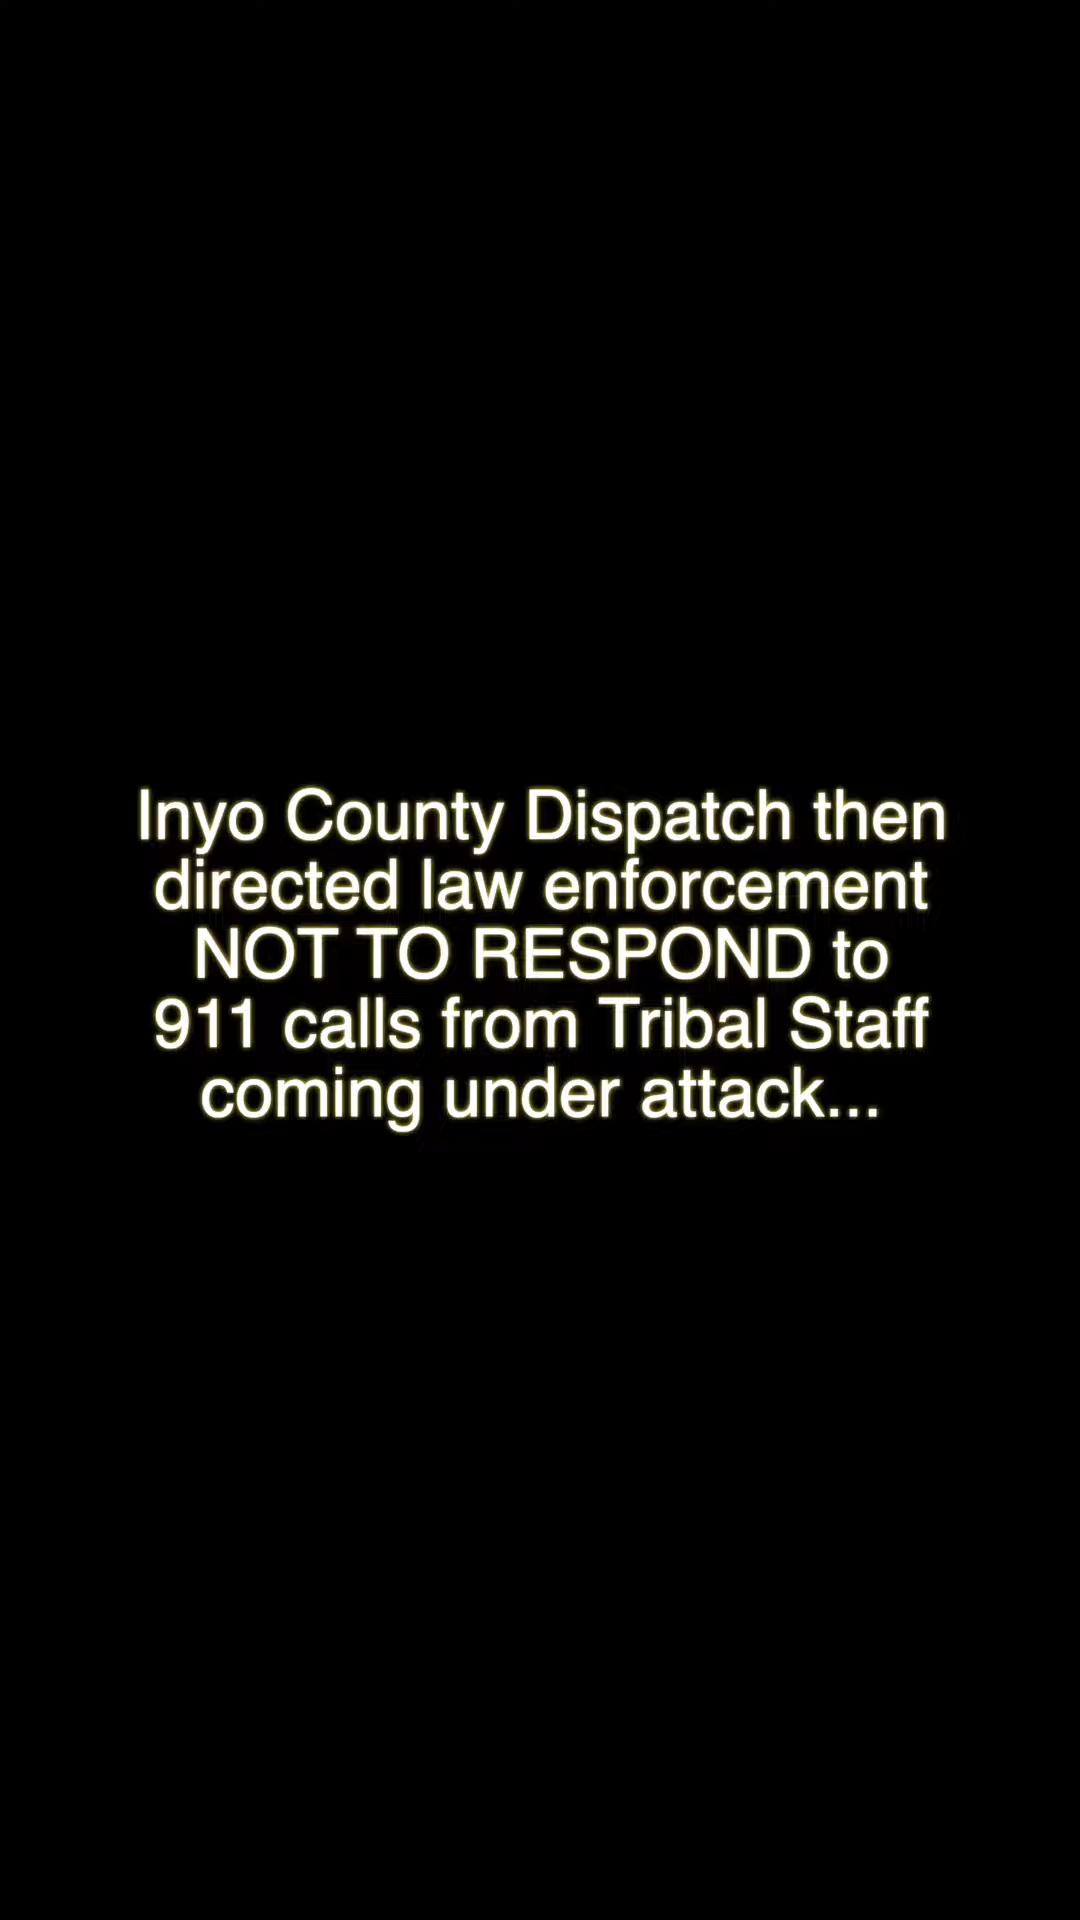 Inyo County Dispatch then
directed law enforcement
NOT TO RESPOND to
911 calls from Tribal Staff
coming under attack...